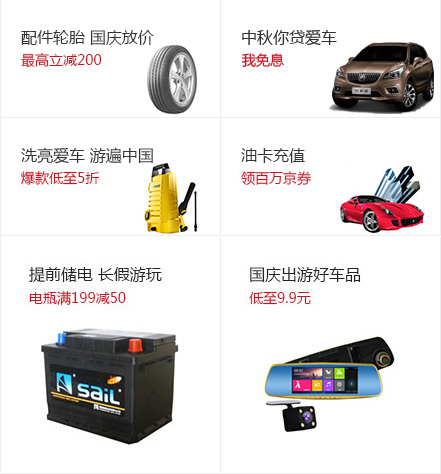 配件轮胎 国庆放价
最高立减200
中秋你贷爱车
我免息
洗亮爱车 游遍中国
爆款低至5折
油卡充值
领百万京券
提前储电 长假游玩
电瓶满199减50
国庆出游好车品
低至9.9元
SAIL